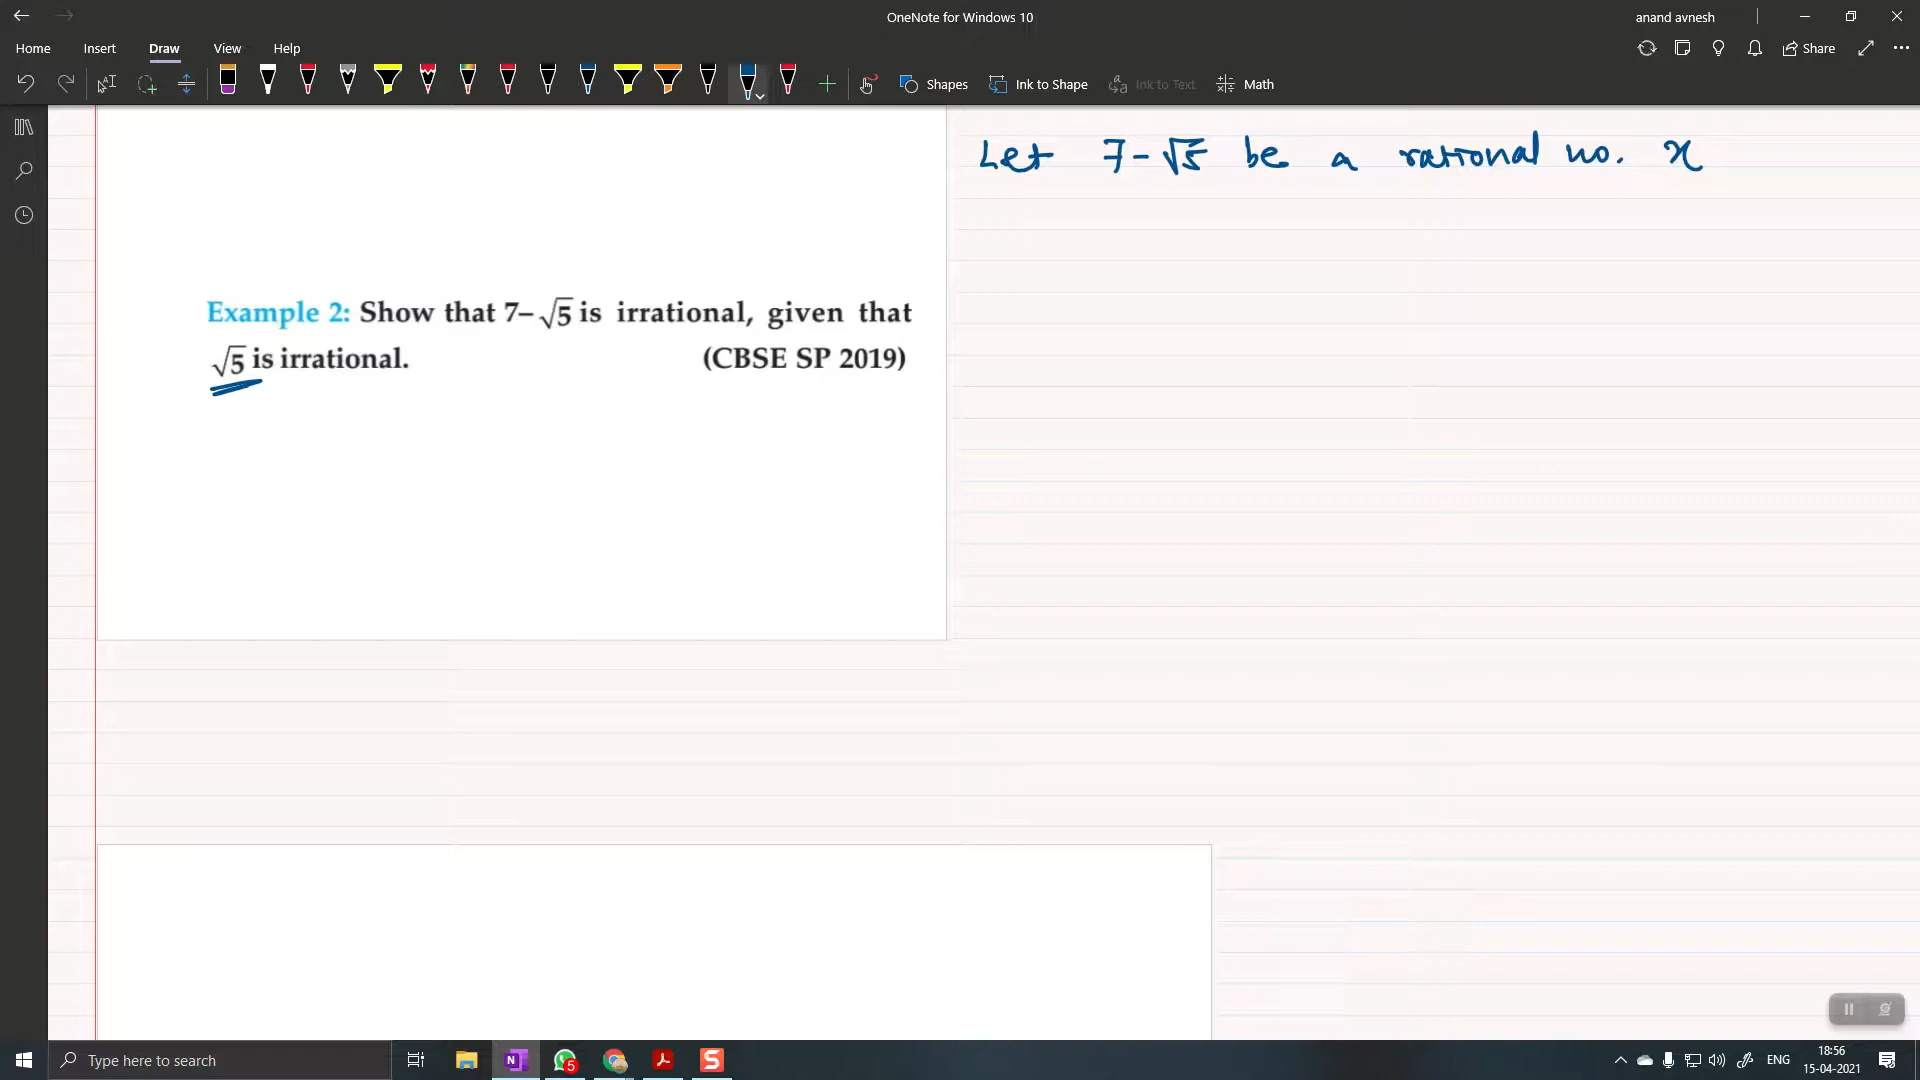 OneNote for Windows 10
anand avnesh
Home Insert Draw View Help
Share
Shapes Ink to Shape Ink to Text Math
Let 7-√5 be a rational no. x
Example 2: Show that 7–√5 is irrational, given that
√5 is irrational. (CBSE SP 2019)
Type here to search
5
ENG
18:56
15-04-2021